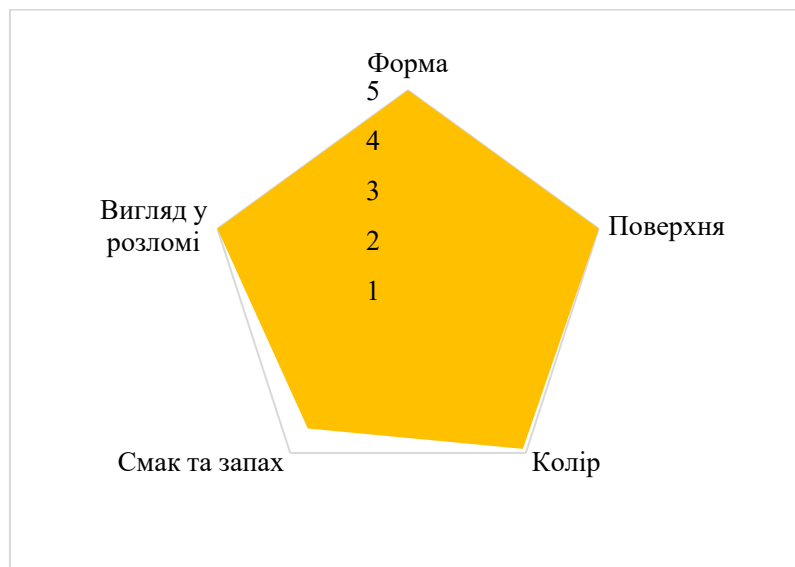 Форма
5
4
3
2
1
Вигляд у
розломі
Поверхня
Смак та запах
Колір